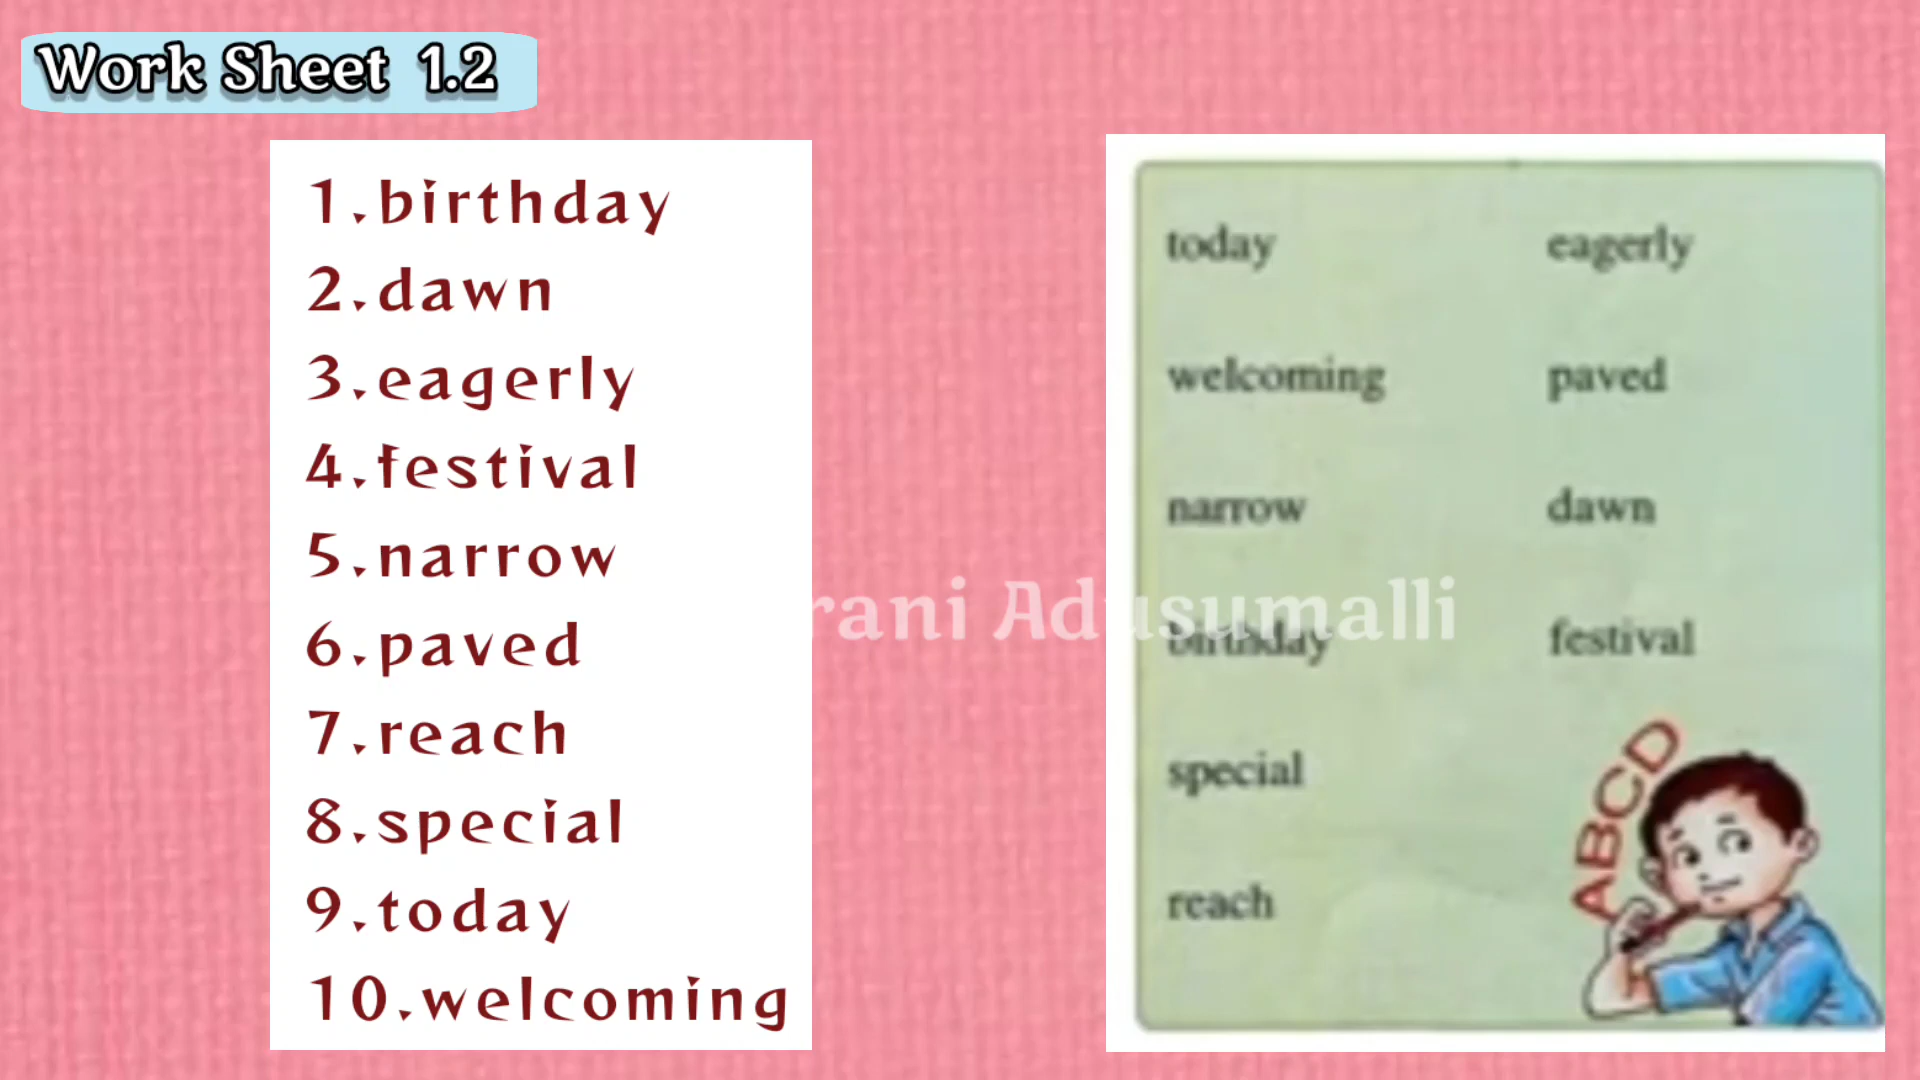 Work Sheet 1.2
1.birthday
2.dawn
3.eagerly
4.festival
5.narrow
6.paved
7.reach
8.special
9.today
10.welcoming
today eagerly
welcoming paved
narrow dawn
rani Adusumalli
birthday festival
special
reach
ABCD